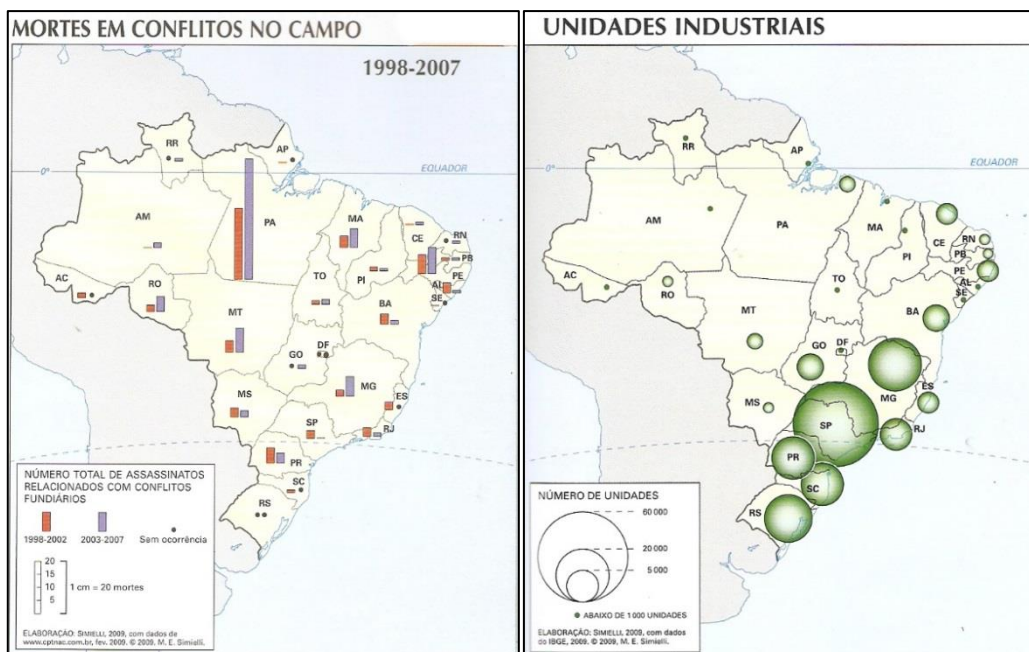 MORTES EM CONFLITOS NO CAMPO
1998-2007
RR
AP
EQUADOR
0°
AM
PA
MA
CE
RN
PB
PE
AL
SE
PI
TO
AC
RO
MT
BA
GO
DF
MG
ES
MS
SP
RJ
PR
SC
RS
NÚMERO TOTAL DE ASSASSINATOS
RELACIONADOS COM CONFLITOS
FUNDIÁRIOS
1998-2002
2003-2007
Sem ocorrência
20
15
10
5
1 cm = 20 mortes
ELABORAÇÃO: SIMIELLI, 2009, com dados de
www.cptnac.com.br, fev. 2009. © 2009, M. E. Simielli.
UNIDADES INDUSTRIAIS
RR
AP
EQUADOR
0°
AM
PA
MA
CE
RN
PB
PE
AL
SE
PI
TO
AC
RO
MT
BA
GO
DF
MG
ES
MS
SP
RJ
PR
SC
RS
NÚMERO DE UNIDADES
60 000
20 000
5 000
ABAIXO DE 1 000 UNIDADES
ELABORAÇÃO: SIMIELLI, 2009, com dados
do IBGE, 2009. © 2009, M. E. Simielli.